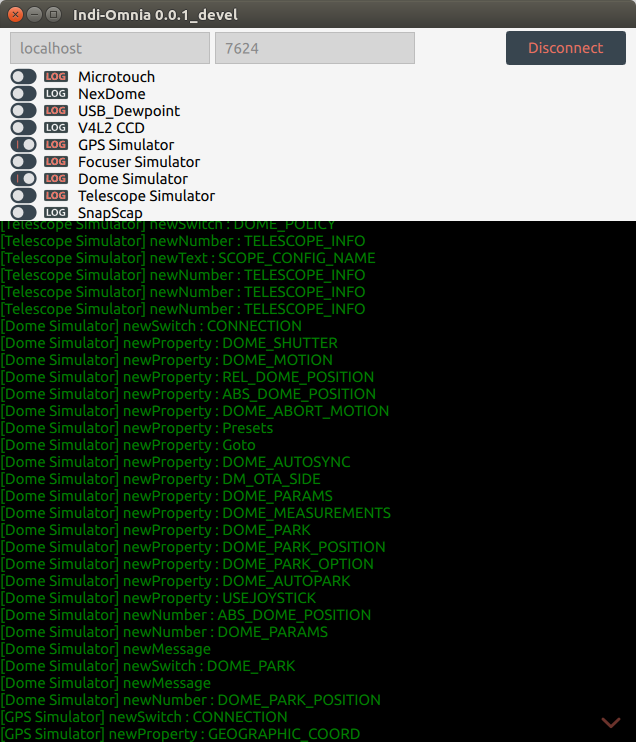 Indi-Omnia 0.0.1_devel
localhost 7624 Disconnect
LOG Microtouch
LOG NexDome
LOG USB_Dewpoint
LOG V4L2 CCD
LOG GPS Simulator
LOG Focuser Simulator
LOG Dome Simulator
LOG Telescope Simulator
LOG SnapScap
[Telescope Simulator] newSwitch : DOME_POLICY
[Telescope Simulator] newNumber : TELESCOPE_INFO
[Telescope Simulator] newText : SCOPE_CONFIG_NAME
[Telescope Simulator] newNumber : TELESCOPE_INFO
[Telescope Simulator] newNumber : TELESCOPE_INFO
[Telescope Simulator] newNumber : TELESCOPE_INFO
[Dome Simulator] newSwitch : CONNECTION
[Dome Simulator] newProperty : DOME_SHUTTER
[Dome Simulator] newProperty : DOME_MOTION
[Dome Simulator] newProperty : REL_DOME_POSITION
[Dome Simulator] newProperty : ABS_DOME_POSITION
[Dome Simulator] newProperty : DOME_ABORT_MOTION
[Dome Simulator] newProperty : Presets
[Dome Simulator] newProperty : Goto
[Dome Simulator] newProperty : DOME_AUTOSYNC
[Dome Simulator] newProperty : DM_OTA_SIDE
[Dome Simulator] newProperty : DOME_PARAMS
[Dome Simulator] newProperty : DOME_MEASUREMENTS
[Dome Simulator] newProperty : DOME_PARK
[Dome Simulator] newProperty : DOME_PARK_POSITION
[Dome Simulator] newProperty : DOME_PARK_OPTION
[Dome Simulator] newProperty : DOME_AUTOPARK
[Dome Simulator] newProperty : USEJOYSTICK
[Dome Simulator] newNumber : ABS_DOME_POSITION
[Dome Simulator] newNumber : DOME_PARAMS
[Dome Simulator] newMessage
[Dome Simulator] newSwitch : DOME_PARK
[Dome Simulator] newMessage
[Dome Simulator] newNumber : DOME_PARK_POSITION
[GPS Simulator] newSwitch : CONNECTION
[GPS Simulator] newProperty : GEOGRAPHIC_COORD